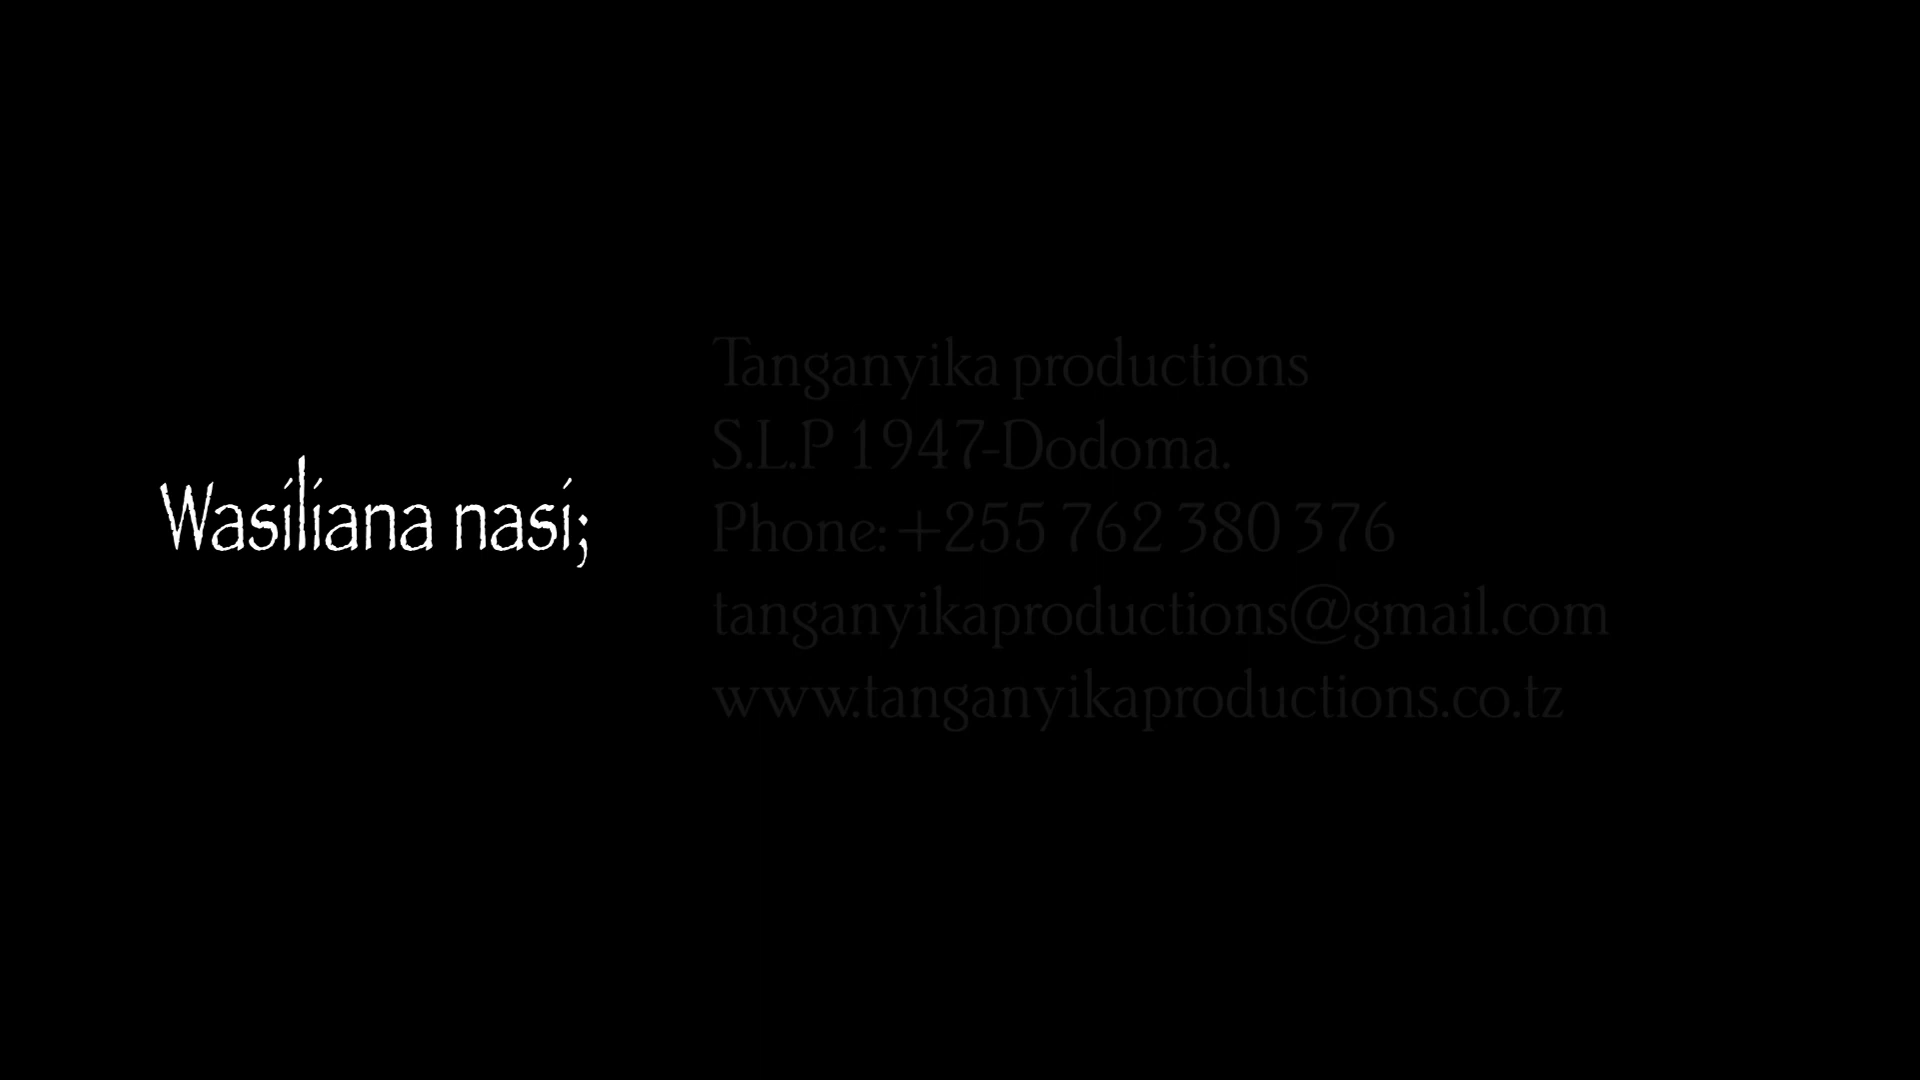 Wasiliana nasi;
Tanganyika productions
S.L.P 1947-Dodoma.
Phone: +255 762 380 376
tanganyikaproductions@gmail.com
www.tanganyikaproductions.co.tz